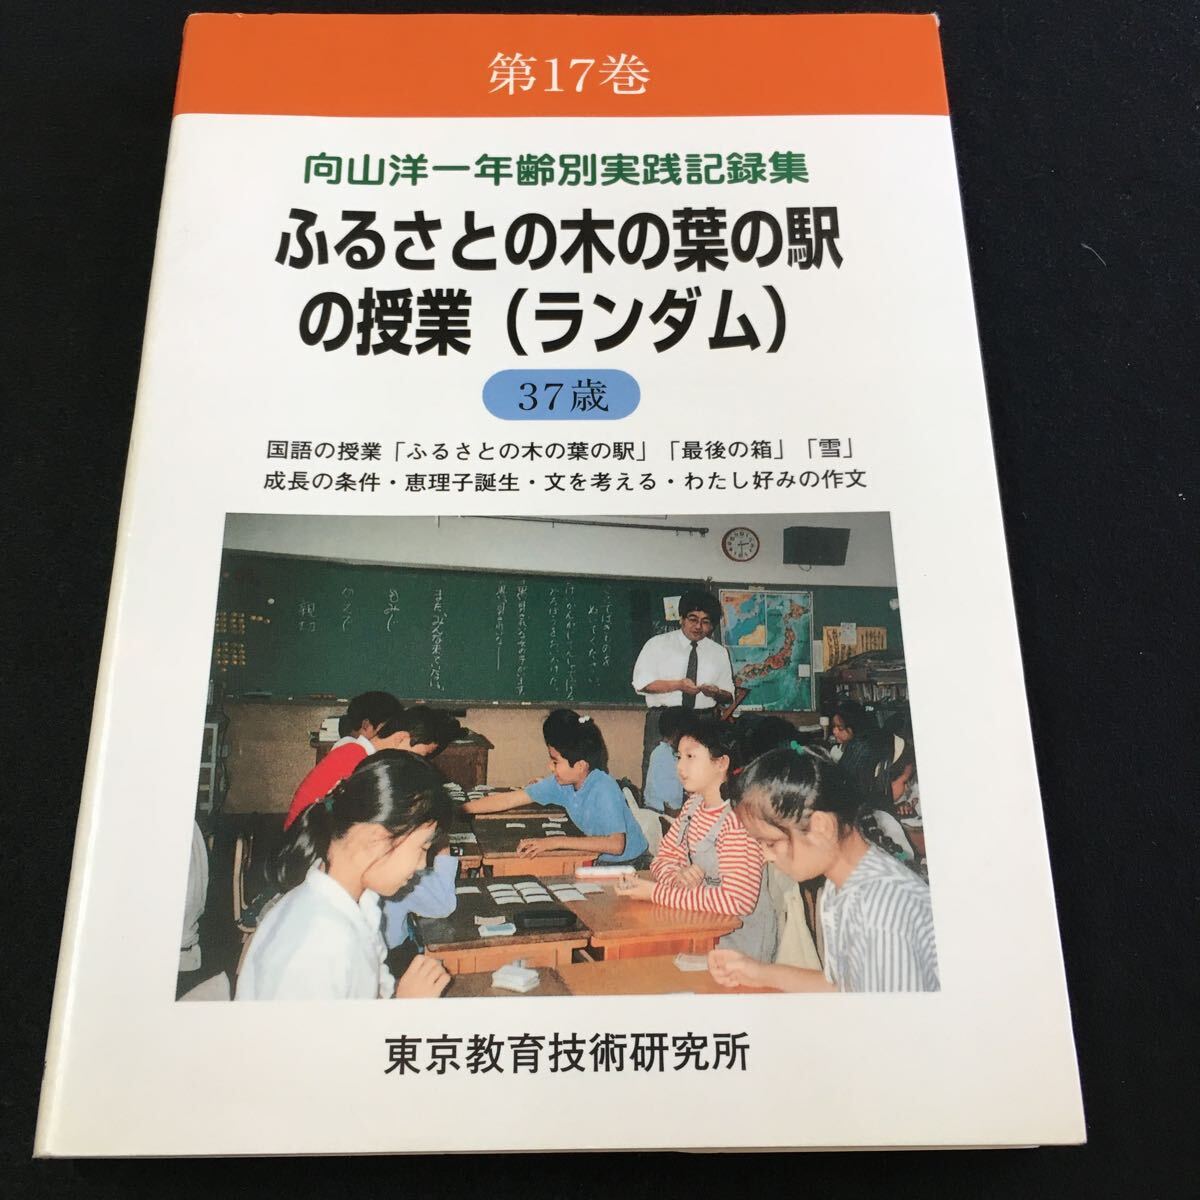 第17巻
向山洋一年齢別実践記録集
ふるさとの木の葉の駅
の授業(ランダム)
37歳
国語の授業「ふるさとの木の葉の駅」「最後の箱」「雪」
成長の条件・恵理子誕生・文を考える・わたし好みの作文
東京教育技術研究所